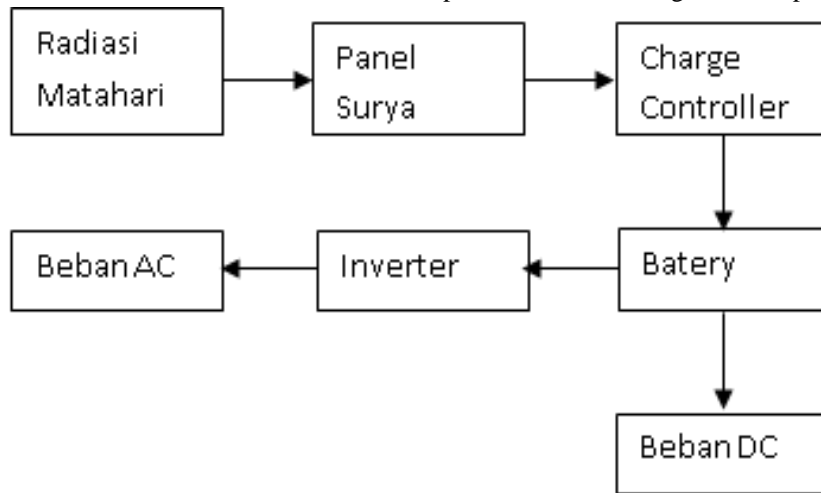 Radiasi
Matahari
Panel
Surya
Charge
Controller
Beban AC
Inverter
Batery
Beban DC